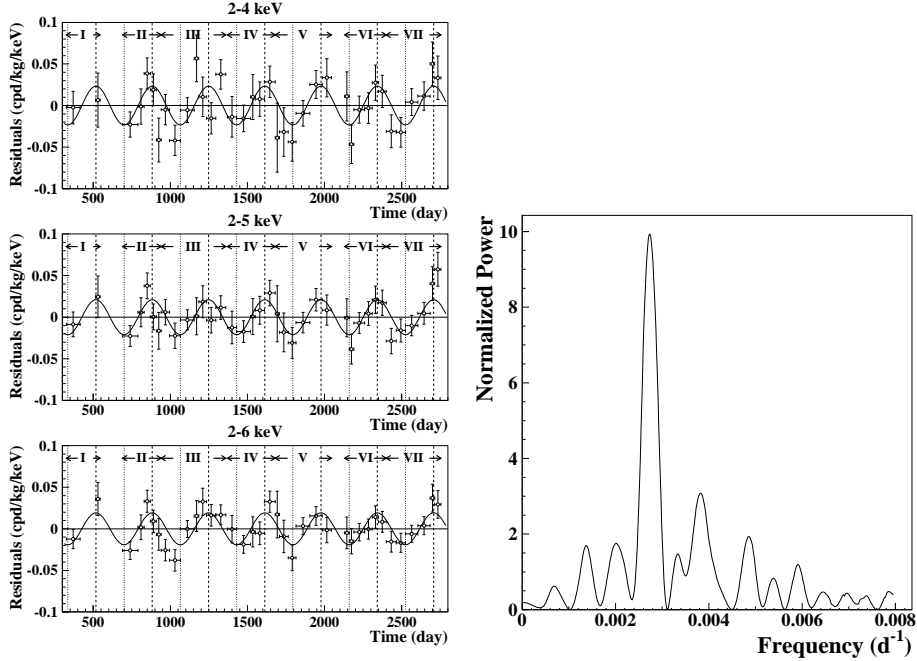 2-4 keV
Residuals (cpd/kg/keV)
0.1
0.05
0
-0.05
-0.1
I II III IV V VI VII
500 1000 1500 2000 2500
Time (day)
2-5 keV
Residuals (cpd/kg/keV)
0.1
0.05
0
-0.05
-0.1
I II III IV V VI VII
500 1000 1500 2000 2500
Time (day)
2-6 keV
Residuals (cpd/kg/keV)
0.1
0.05
0
-0.05
-0.1
I II III IV V VI VII
500 1000 1500 2000 2500
Time (day)
Normalized Power
10
8
6
4
2
0
0 0.002 0.004 0.006 0.008
Frequency (d-1)